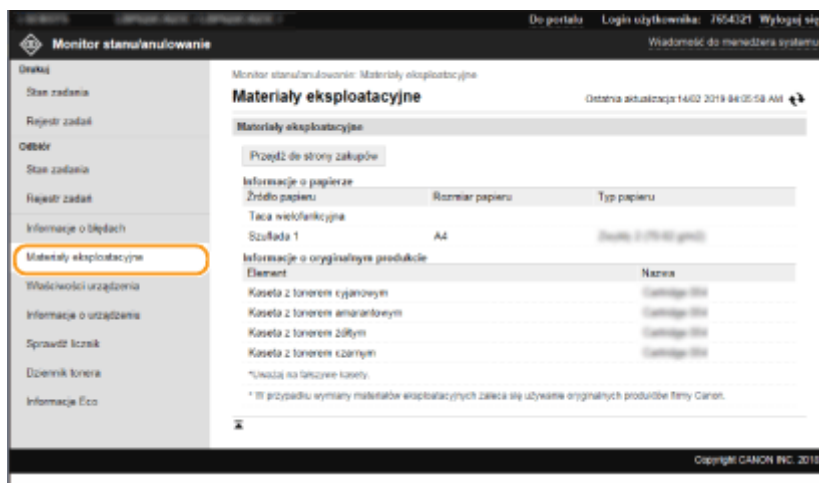 Do portalu Login użytkownika: 7654321 Wyloguj się
Monitor stanu/anulowanie
Wiadomość do menedżera systemu
Drukuj
Stan zadania
Rejestr zadań
Odbiór
Stan zadania
Rejestr zadań
Informacje o błędach
Materiały eksploatacyjne
Właściwości urządzenia
Informacje o urządzeniu
Sprawdź licznik
Dziennik tonera
Informacje Eco
Monitor stanu/anulowanie: Materiały eksploatacyjne
Materiały eksploatacyjne
Ostatnia aktualizacja:14/02 2019 04:05:58 AM
Materiały eksploatacyjne
Przejdź do strony zakupów
Informacje o papierze
Źródło papieru Rozmiar papieru Typ papieru
Taca wielofunkcyjna
Szuflada 1 A4
Informacje o oryginalnym produkcie
Element Nazwa
Kaseta z tonerem cyjanowym
Kaseta z tonerem amarantowym
Kaseta z tonerem żółtym
Kaseta z tonerem czarnym
*Uważaj na fałszywe kasety.
* W przypadku wymiany materiałów eksploatacyjnych zaleca się używanie oryginalnych produktów firmy Canon.
Copyright CANON INC. 2018